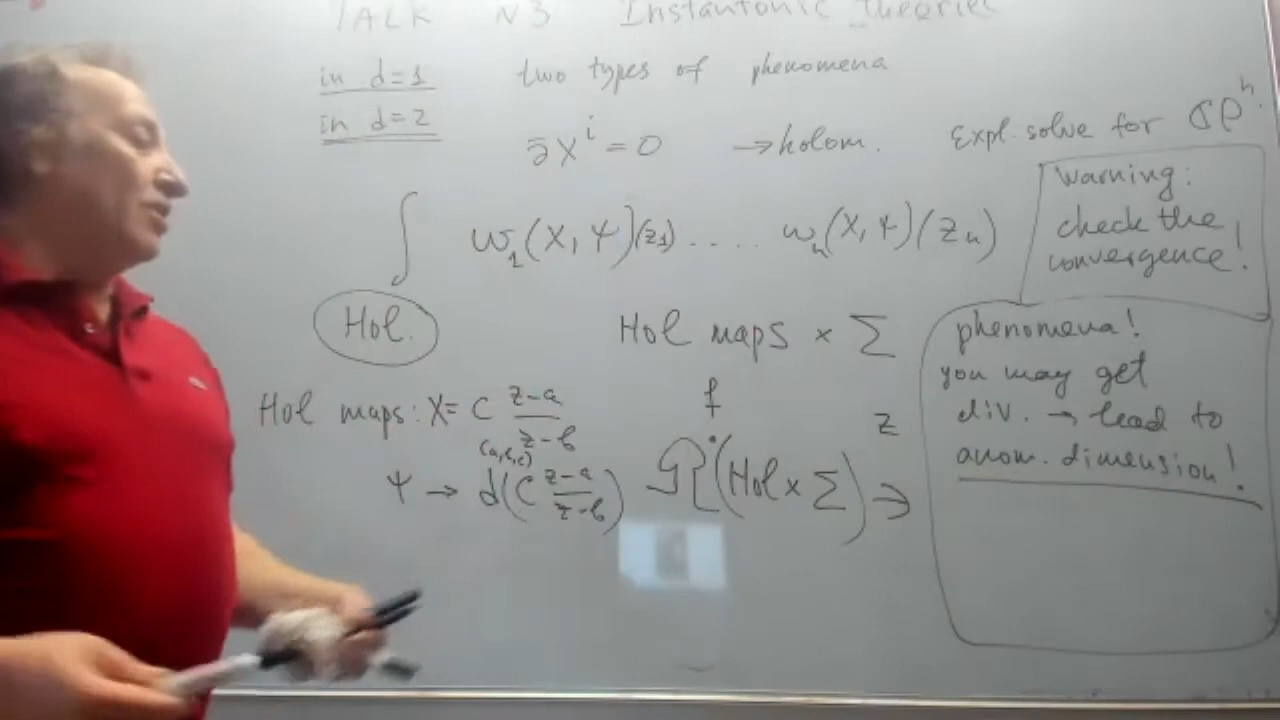 TALK N3 Instantonic theories
in d=1 two types of phenomena
in d=2
∂̄X^i = 0 → holom. Expl. solve for ℂP^n.
Warning:
check the
convergence!
∫ ω_1(X, Ψ)(z_1) ..... ω_n(X, Ψ)(z_n)
Hol.
Hol maps × Σ
phenomena!
you may get
div. → lead to
anom. dimension!
Hol maps: X = C (z-a)/(z-b)
f z
Ψ → d^(a,b,c)(C (z-a)/(z-b)) Ω^•(Hol × Σ) ∋